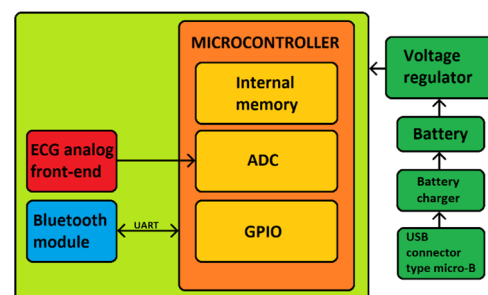 MICROCONTROLLER
Internal
memory
ECG analog
front-end
ADC
Bluetooth
module
UART
GPIO
Voltage
regulator
Battery
Battery
charger
USB
connector
type micro-B